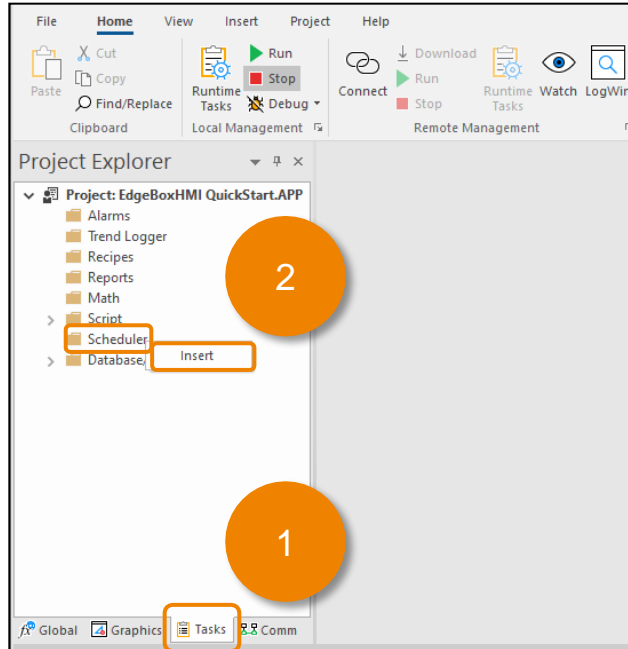 File Home View Insert Project Help
Paste
Cut
Copy
Find/Replace
Clipboard
Runtime
Tasks
Run
Stop
Debug
Local Management
Connect
Download
Run
Stop
Runtime
Tasks
Watch
LogWin
Remote Management
Project Explorer
Project: EdgeBoxHMI QuickStart.APP
Alarms
Trend Logger
Recipes
Reports
Math
Script
Scheduler
Insert
Database/
2
1
Global Graphics Tasks Comm